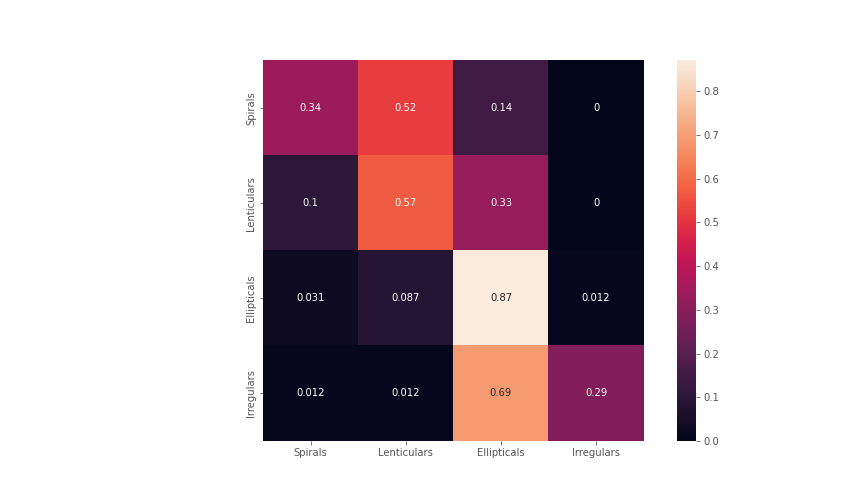 Spirals 0.34 0.52 0.14 0
Lenticulars 0.1 0.57 0.33 0
Ellipticals 0.031 0.087 0.87 0.012
Irregulars 0.012 0.012 0.69 0.29
Spirals Lenticulars Ellipticals Irregulars
0.8
0.7
0.6
0.5
0.4
0.3
0.2
0.1
0.0